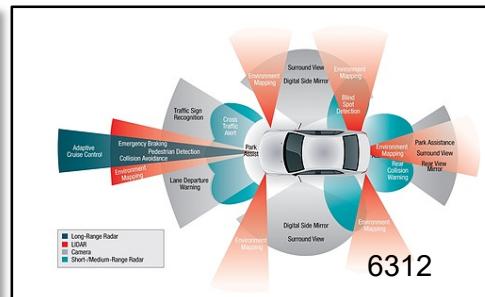 Surround View
Digital Side Mirror
Environment
Mapping
Environment
Mapping
Blind
Spot
Detection
Traffic Sign
Recognition
Cross
Traffic
Alert
Adaptive
Cruise Control
Emergency Braking
Pedestrian Detection
Collision Avoidance
Environment
Mapping
Park
Assist
Environment
Mapping
Park Assistance
Surround View
Rear View
Mirror
Rear
Collision
Warning
Lane Departure
Warning
Digital Side Mirror
Surround View
Environment
Mapping
Environment
Mapping
Long-Range Radar
LIDAR
Camera
Short-/Medium-Range Radar
6312